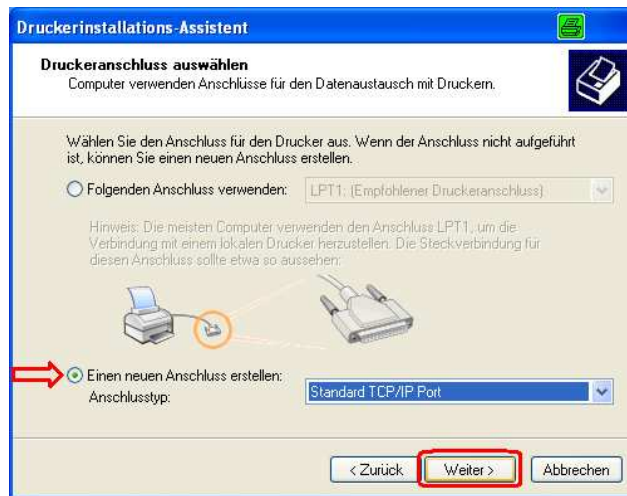 Druckerinstallations-Assistent
Druckeranschluss auswählen
Computer verwenden Anschlüsse für den Datenaustausch mit Druckern.
Wählen Sie den Anschluss für den Drucker aus. Wenn der Anschluss nicht aufgeführt
ist, können Sie einen neuen Anschluss erstellen.
Folgenden Anschluss verwenden: LPT1: (Empfohlener Druckeranschluss)
Hinweis: Die meisten Computer verwenden den Anschluss LPT1, um die
Verbindung mit einem lokalen Drucker herzustellen. Die Steckverbindung für
diesen Anschluss sollte etwa so aussehen:
Einen neuen Anschluss erstellen:
Anschlusstyp: Standard TCP/IP Port
< Zurück Weiter > Abbrechen